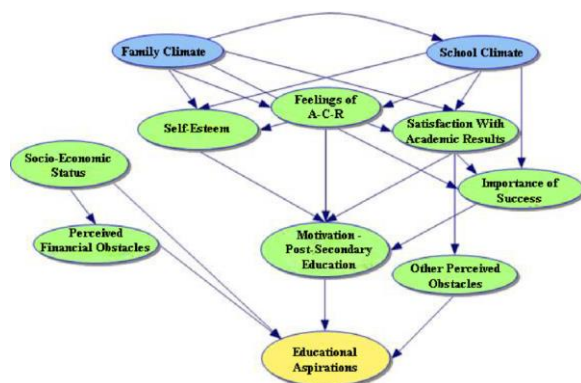 Family Climate
School Climate
Feelings of
A-C-R
Self-Esteem
Satisfaction With
Academic Results
Socio-Economic
Status
Importance of
Success
Perceived
Financial Obstacles
Motivation -
Post-Secondary
Education
Other Perceived
Obstacles
Educational
Aspirations